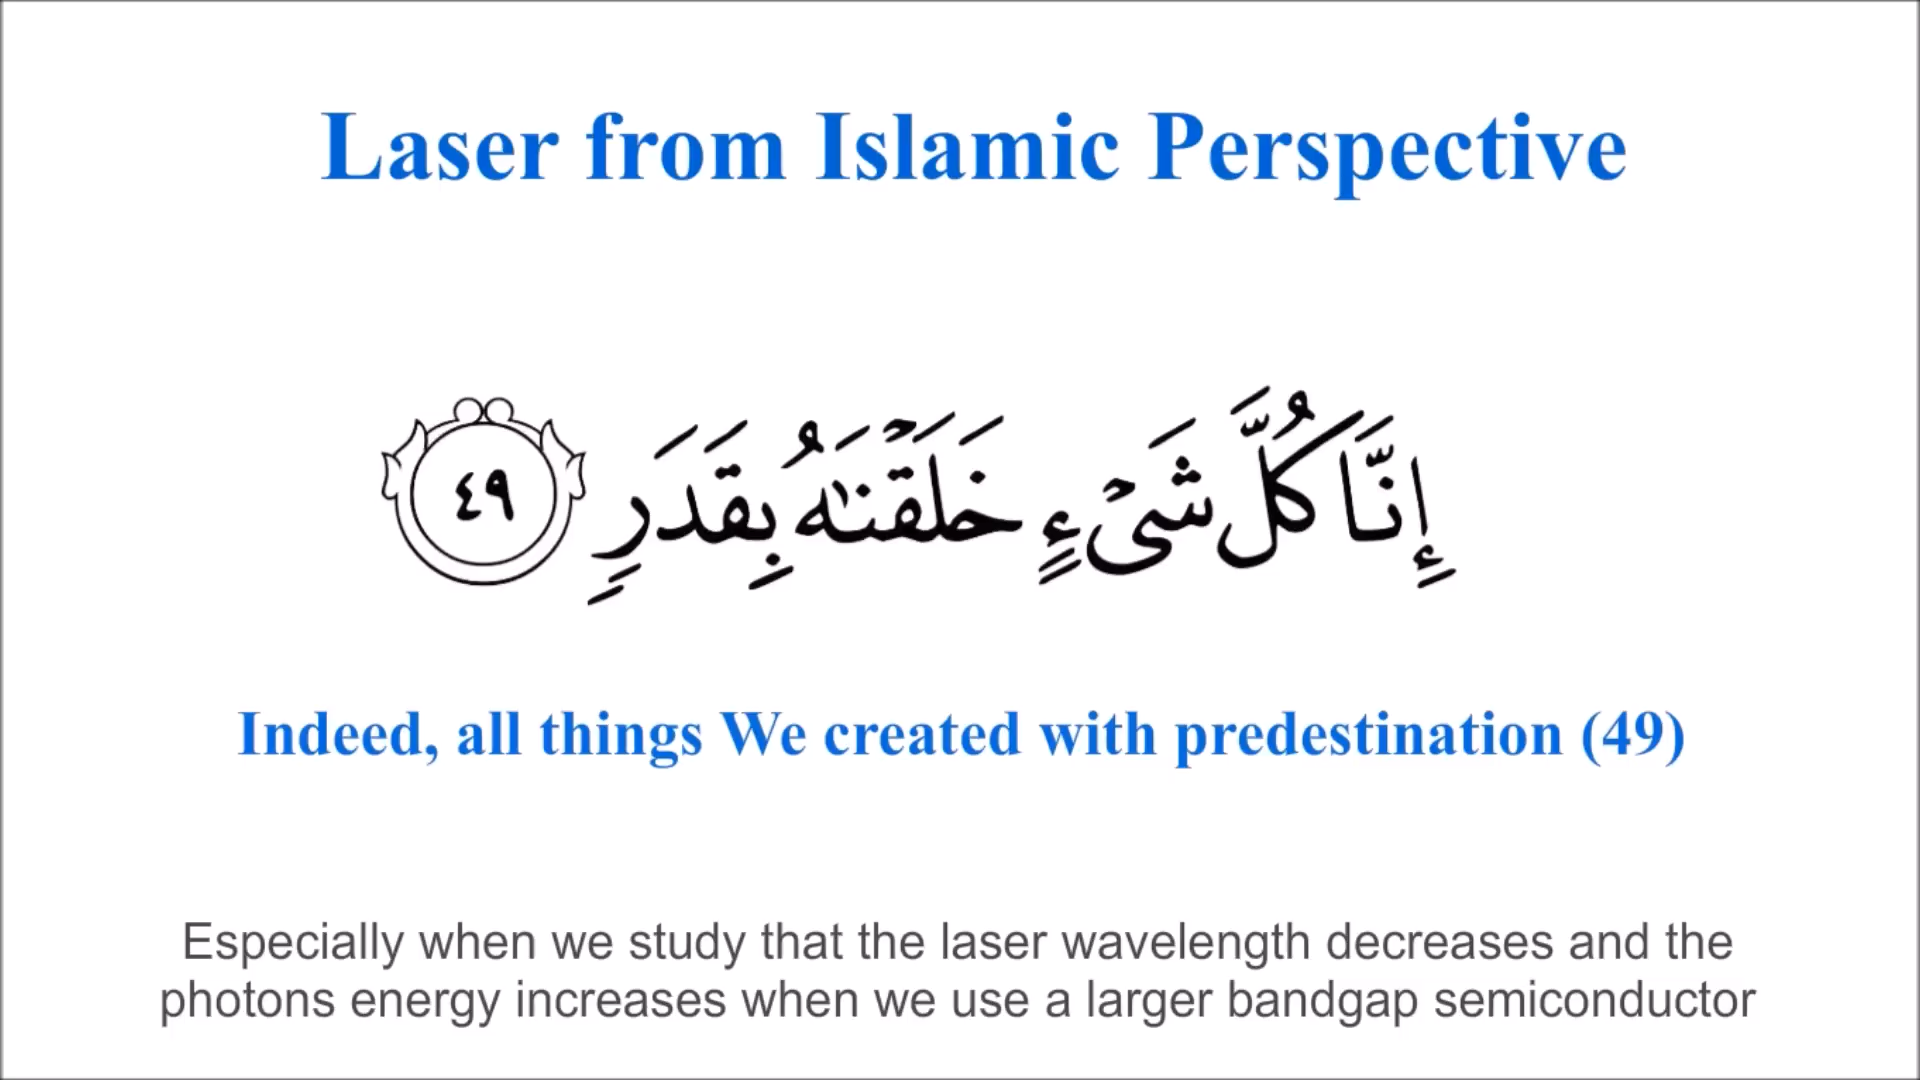 Laser from Islamic Perspective
إِنَّا كُلَّ شَىْءٍ خَلَقْنَـٰهُ بِقَدَرٍ ٤٩
Indeed, all things We created with predestination (49)
Especially when we study that the laser wavelength decreases and the
photons energy increases when we use a larger bandgap semiconductor